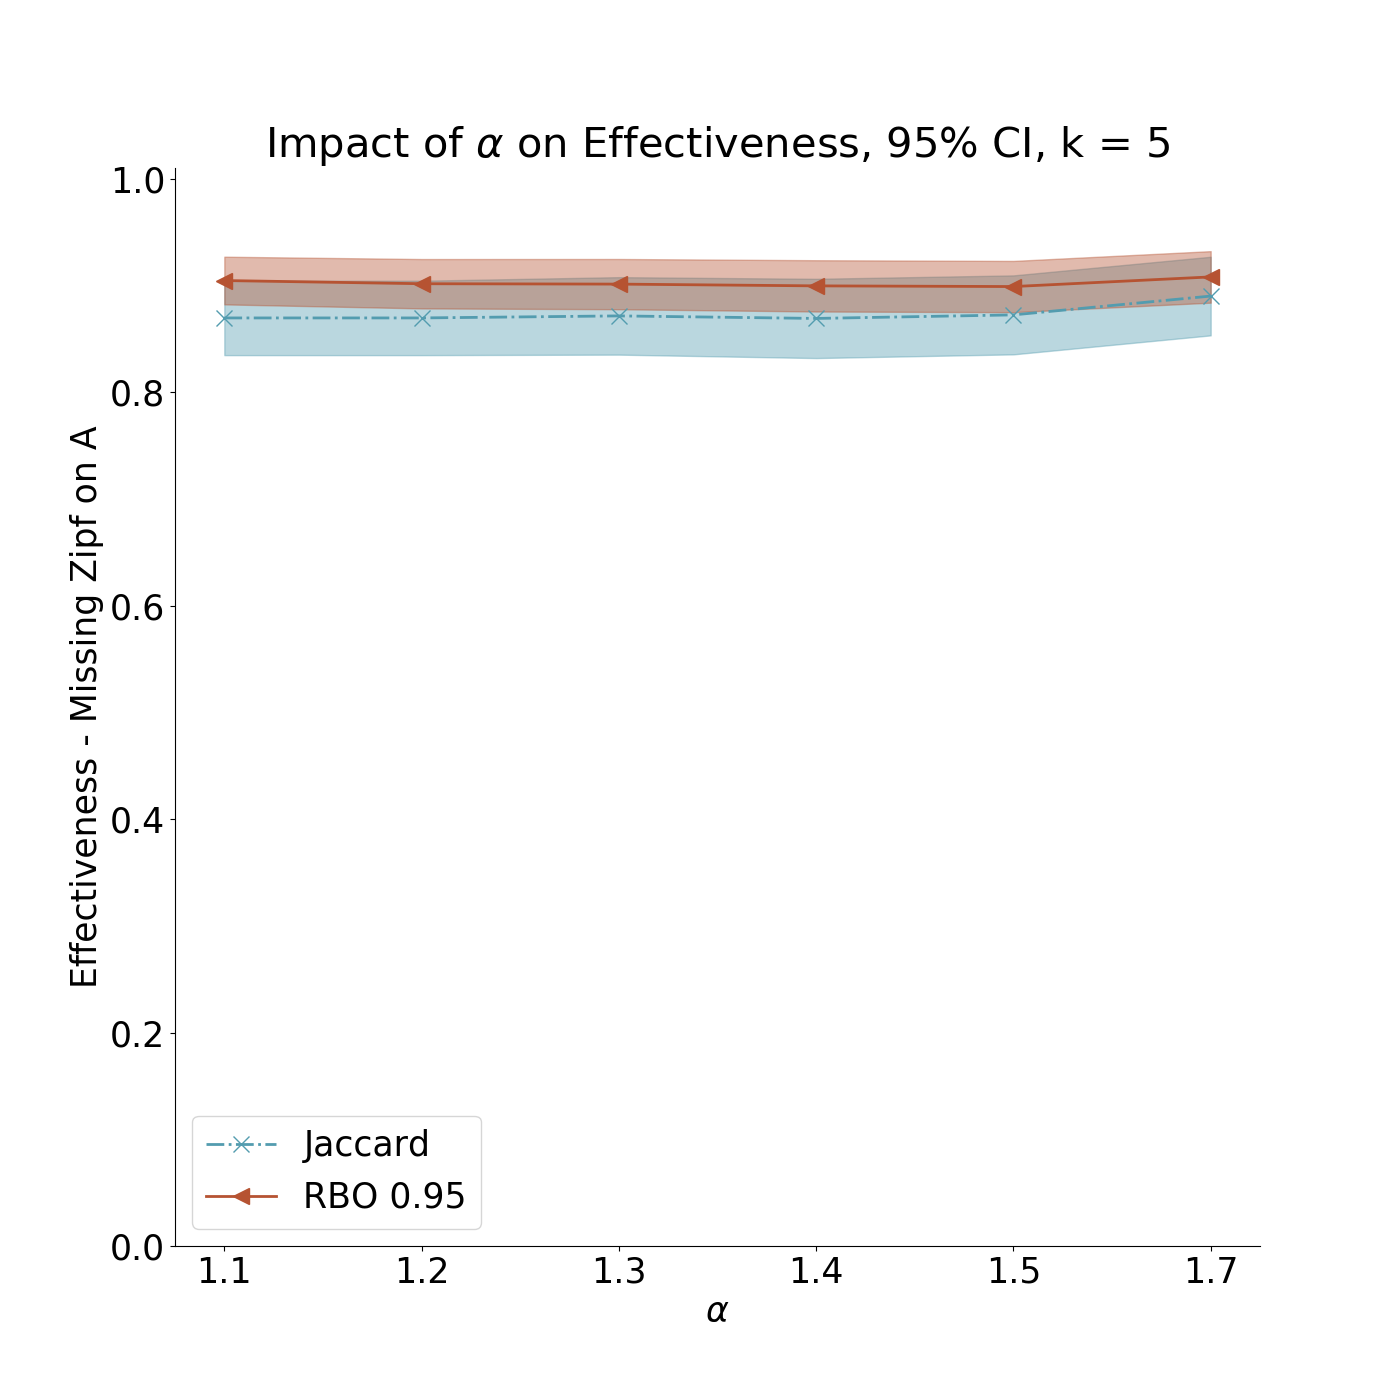 Impact of α on Effectiveness, 95% CI, k = 5
Effectiveness - Missing Zipf on A
1.0
0.8
0.6
0.4
0.2
0.0
Jaccard
RBO 0.95
1.1 1.2 1.3 1.4 1.5 1.7
α